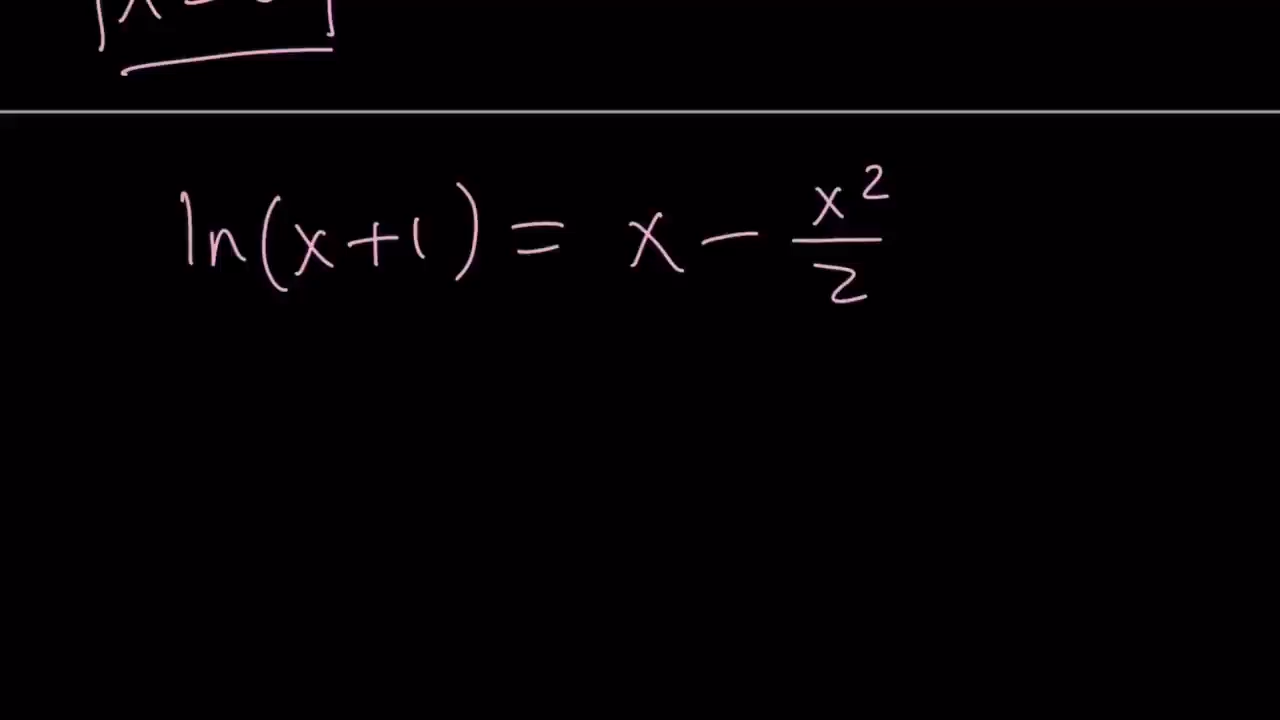 ln(x+1) = x - x²/2